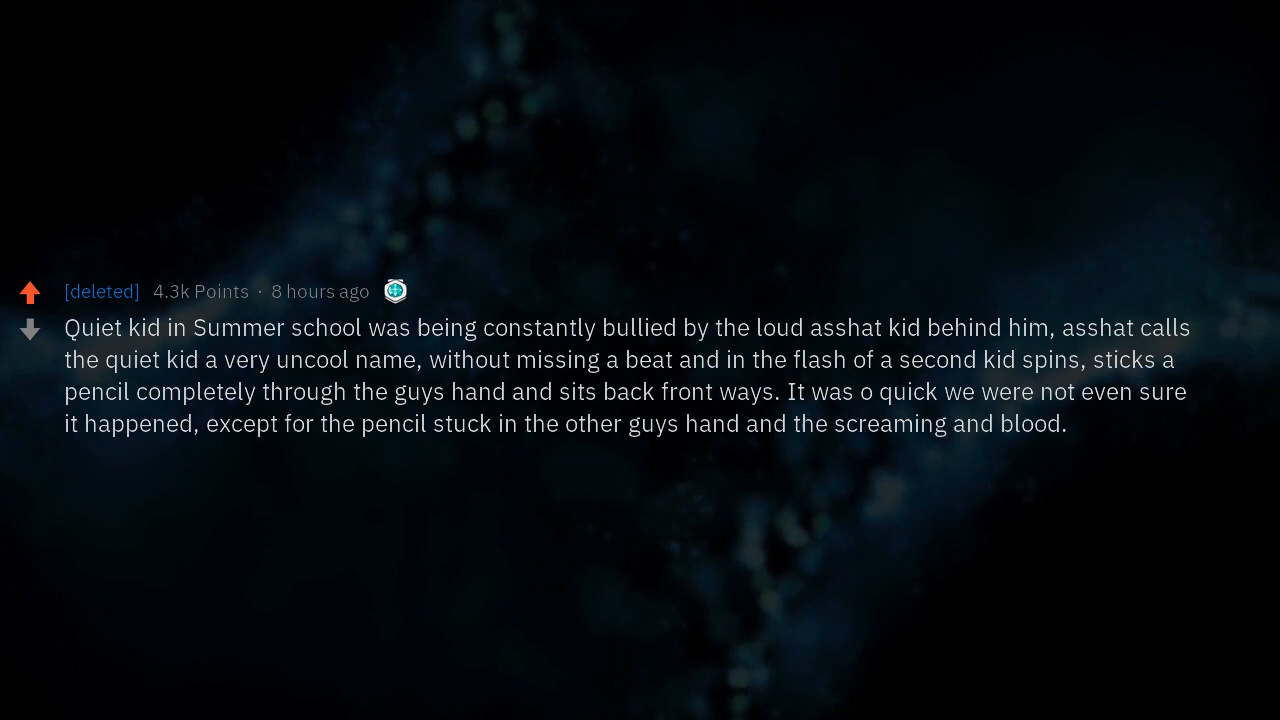 [deleted] 4.3k Points · 8 hours ago
Quiet kid in Summer school was being constantly bullied by the loud asshat kid behind him, asshat calls
the quiet kid a very uncool name, without missing a beat and in the flash of a second kid spins, sticks a
pencil completely through the guys hand and sits back front ways. It was o quick we were not even sure
it happened, except for the pencil stuck in the other guys hand and the screaming and blood.